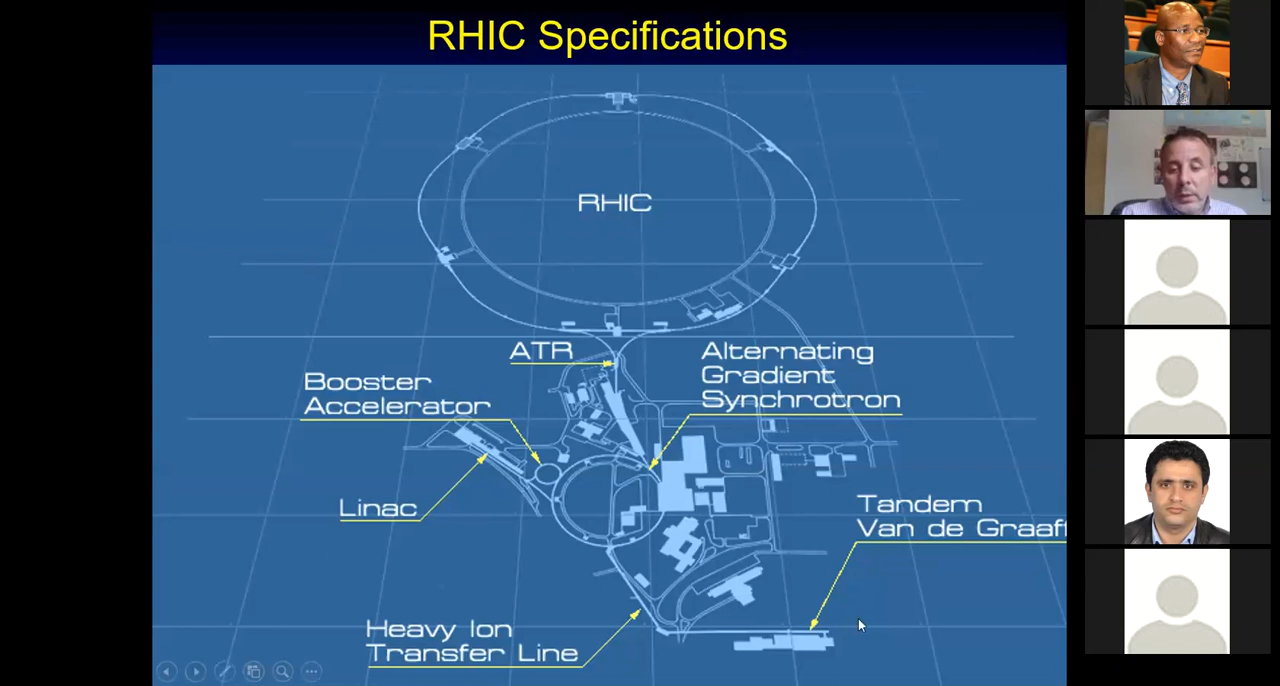 RHIC Specifications
RHIC
ATR
Alternating
Gradient
Synchrotron
Booster
Accelerator
Linac
Tandem
Van de Graaff
Heavy Ion
Transfer Line